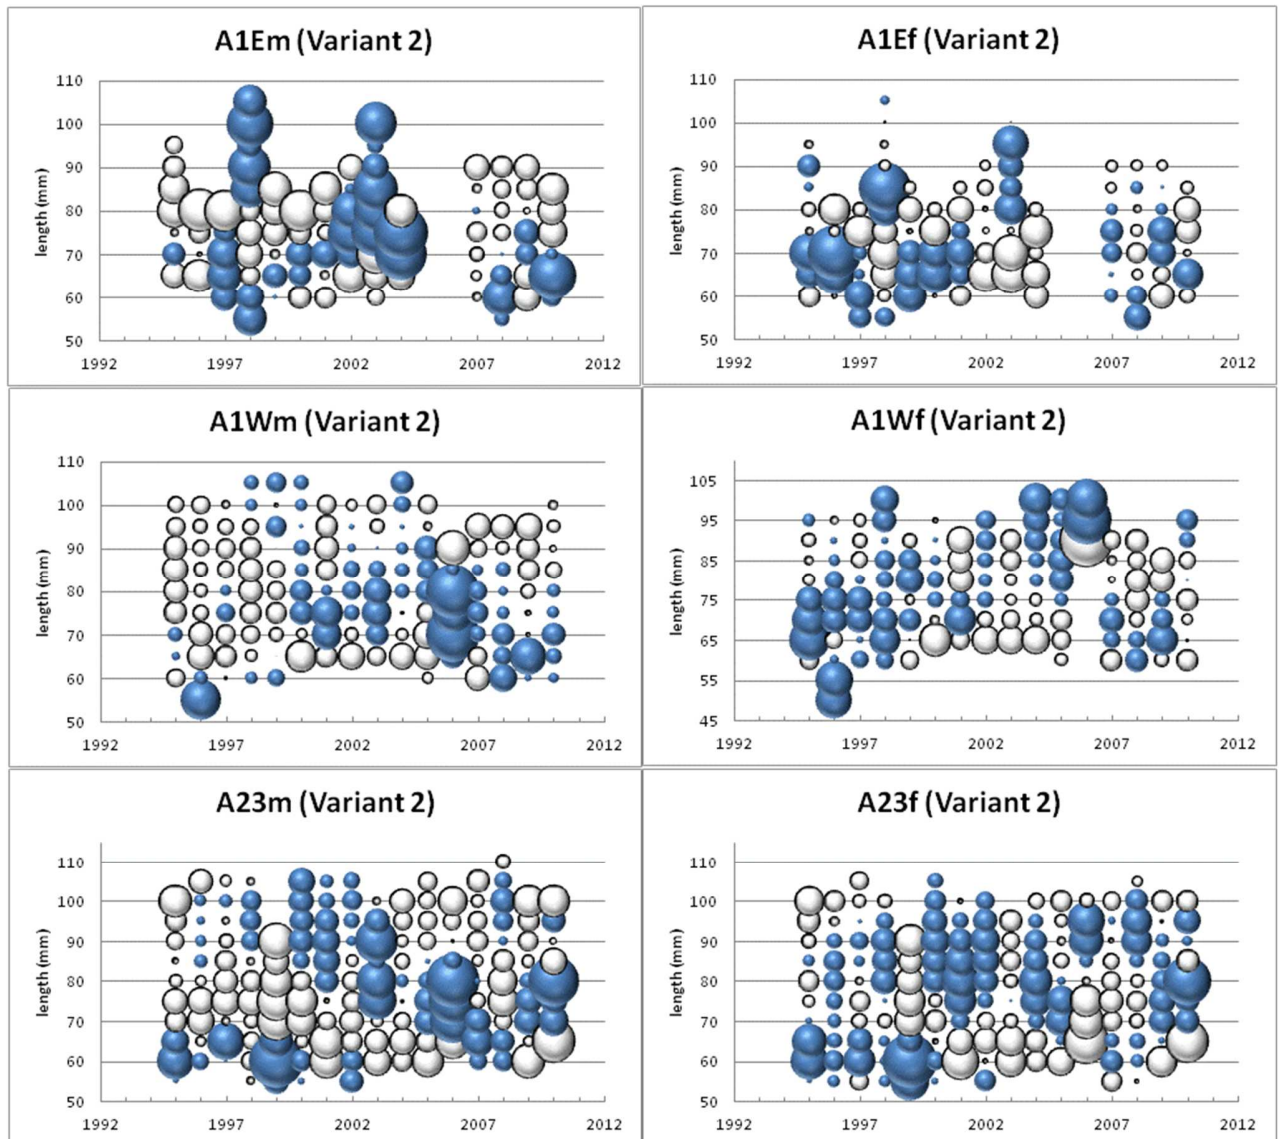 A1Em (Variant 2)
110
100
90
80
70
60
50
length (mm)
1992 1997 2002 2007 2012
A1Ef (Variant 2)
110
100
90
80
70
60
50
length (mm)
1992 1997 2002 2007 2012
A1Wm (Variant 2)
110
100
90
80
70
60
50
length (mm)
1992 1997 2002 2007 2012
A1Wf (Variant 2)
105
95
85
75
65
55
45
length (mm)
1992 1997 2002 2007 2012
A23m (Variant 2)
110
100
90
80
70
60
50
length (mm)
1992 1997 2002 2007 2012
A23f (Variant 2)
110
100
90
80
70
60
50
length (mm)
1992 1997 2002 2007 2012